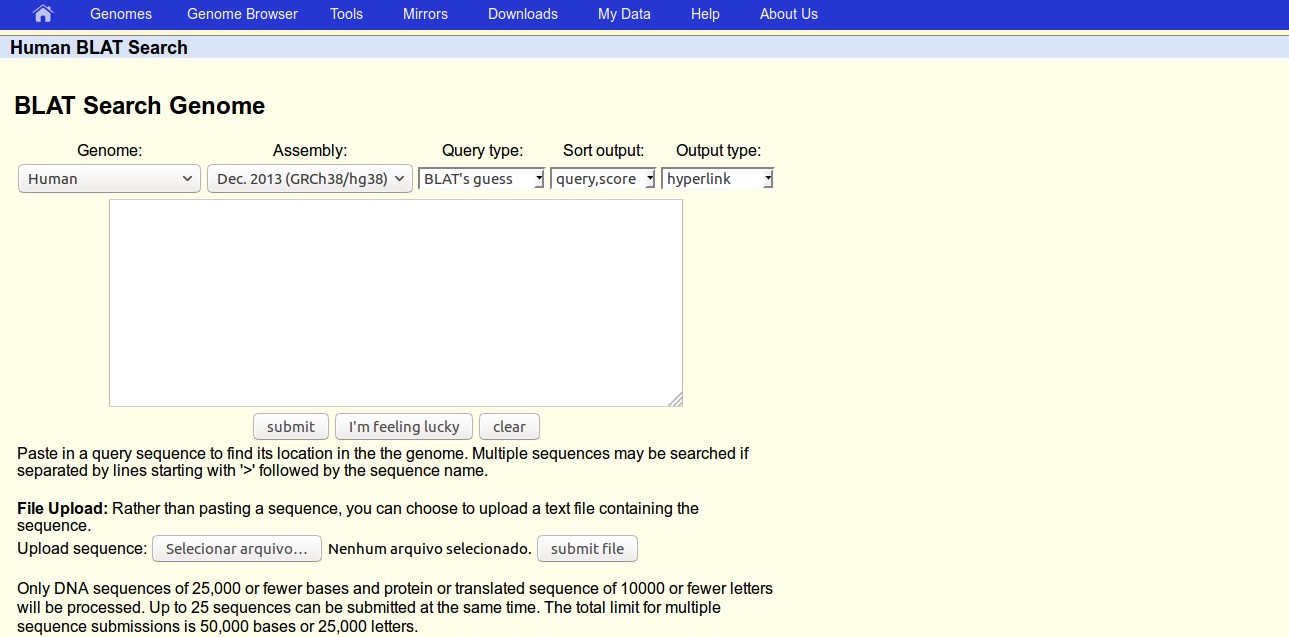 Genomes Genome Browser Tools Mirrors Downloads My Data Help About Us
Human BLAT Search
BLAT Search Genome
Genome: Assembly: Query type: Sort output: Output type:
Human Dec. 2013 (GRCh38/hg38) BLAT's guess query,score hyperlink
submit I'm feeling lucky clear
Paste in a query sequence to find its location in the the genome. Multiple sequences may be searched if
separated by lines starting with '>' followed by the sequence name.
File Upload: Rather than pasting a sequence, you can choose to upload a text file containing the
sequence.
Upload sequence: Selecionar arquivo... Nenhum arquivo selecionado. submit file
Only DNA sequences of 25,000 or fewer bases and protein or translated sequence of 10000 or fewer letters
will be processed. Up to 25 sequences can be submitted at the same time. The total limit for multiple
sequence submissions is 50,000 bases or 25,000 letters.